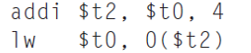 addi $t2, $t0, 4
lw $t0, 0($t2)